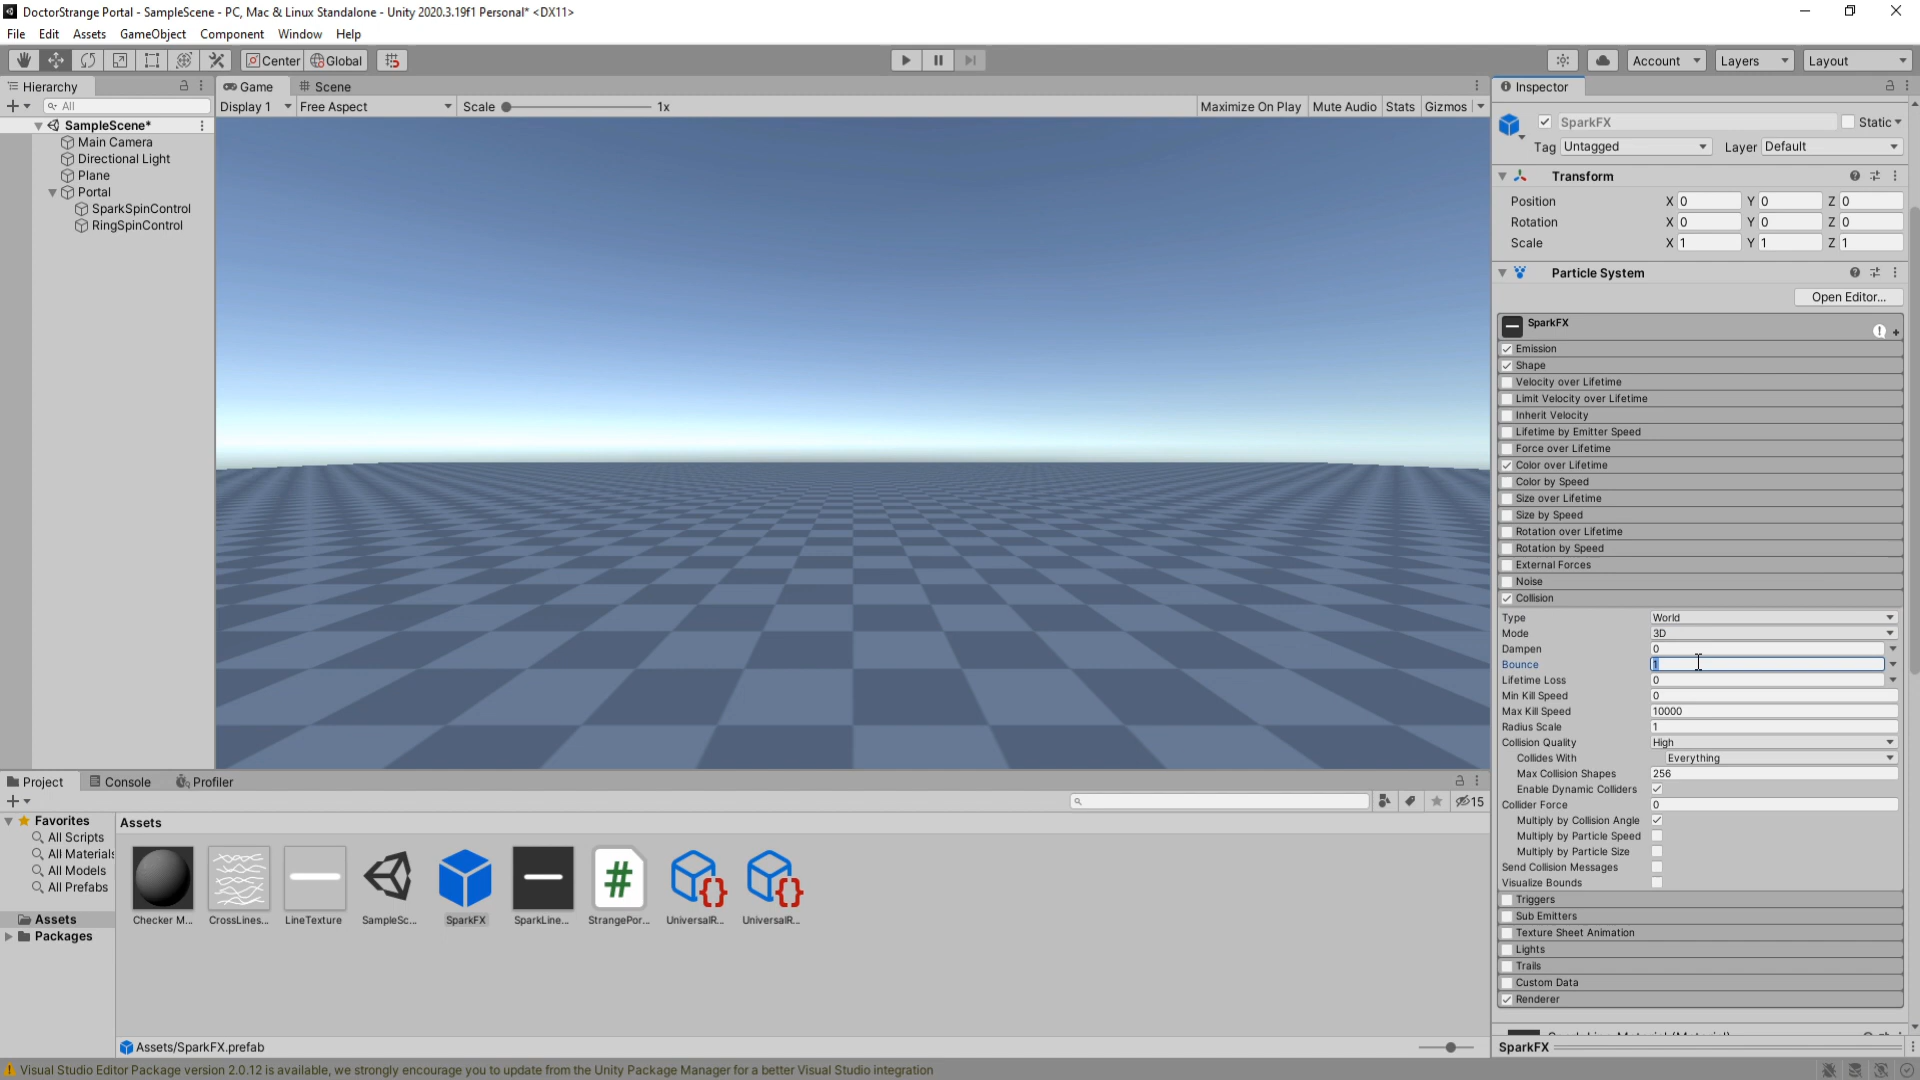 DoctorStrange Portal - SampleScene - PC, Mac & Linux Standalone - Unity 2020.3.19f1 Personal* <DX11>
File Edit Assets GameObject Component Window Help
Center Global Account Layers Layout
Hierarchy
All
SampleScene*
Main Camera
Directional Light
Plane
Portal
SparkSpinControl
RingSpinControl
Game Scene
Display 1 Free Aspect Scale 1x Maximize On Play Mute Audio Stats Gizmos
Inspector
SparkFX Static
Tag Untagged Layer Default
Transform
Position X 0 Y 0 Z 0
Rotation X 0 Y 0 Z 0
Scale X 1 Y 1 Z 1
Particle System
Open Editor...
SparkFX
Emission
Shape
Velocity over Lifetime
Limit Velocity over Lifetime
Inherit Velocity
Lifetime by Emitter Speed
Force over Lifetime
Color over Lifetime
Color by Speed
Size over Lifetime
Size by Speed
Rotation over Lifetime
Rotation by Speed
External Forces
Noise
Collision
Type World
Mode 3D
Dampen 0
Bounce 1
Lifetime Loss 0
Min Kill Speed 0
Max Kill Speed 10000
Radius Scale 1
Collision Quality High
Collides With Everything
Max Collision Shapes 256
Enable Dynamic Colliders
Collider Force 0
Multiply by Collision Angle
Multiply by Particle Speed
Multiply by Particle Size
Send Collision Messages
Visualize Bounds
Triggers
Sub Emitters
Texture Sheet Animation
Lights
Trails
Custom Data
Renderer
SparkFX
Project Console Profiler
15
Favorites
All Scripts
All Materials
All Models
All Prefabs
Assets
Packages
Assets
Checker M... CrossLines... LineTexture SampleSc... SparkFX SparkLine... StrangePor... UniversalR... UniversalR...
Assets/SparkFX.prefab
Visual Studio Editor Package version 2.0.12 is available, we strongly encourage you to update from the Unity Package Manager for a better Visual Studio integration